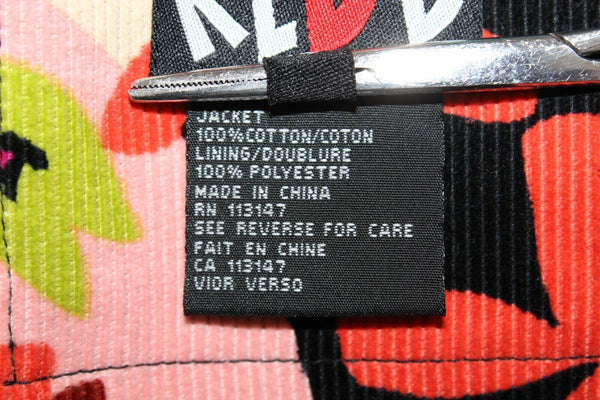 JACKET
100%COTTON/COTON
LINING/DOUBLURE
100% POLYESTER
MADE IN CHINA
RN 113147
SEE REVERSE FOR CARE
FAIT EN CHINE
CA 113147
VIOR VERSO